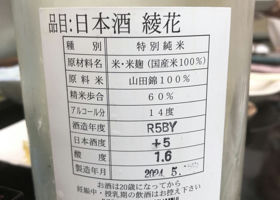 品目:日本酒 綾花
種別 特別純米
原材料名 米・米麹(国産米100%)
原料米 山田錦100%
精米歩合 60%
アルコール分 14度
酒造年度 R5BY
日本酒度 +5
酸度 1.6
製造年月 2024.5.
お酒は20歳になってから
妊娠中・授乳期の飲酒はお控え下さい